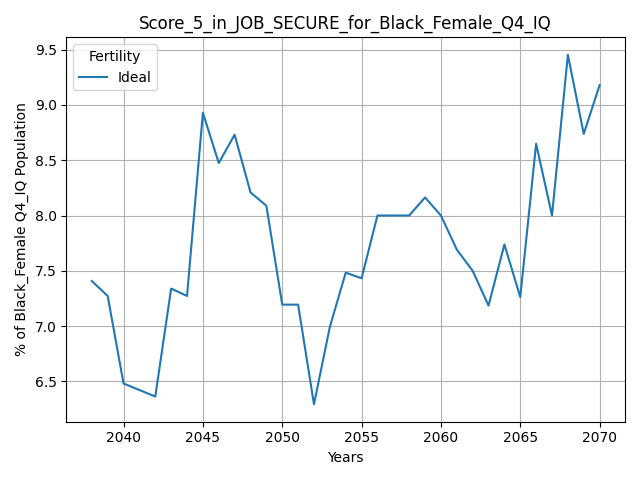 Score_5_in_JOB_SECURE_for_Black_Female_Q4_IQ
% of Black_Female Q4_IQ Population
9.5
9.0
8.5
8.0
7.5
7.0
6.5
Fertility
Ideal
2040 2045 2050 2055 2060 2065 2070
Years